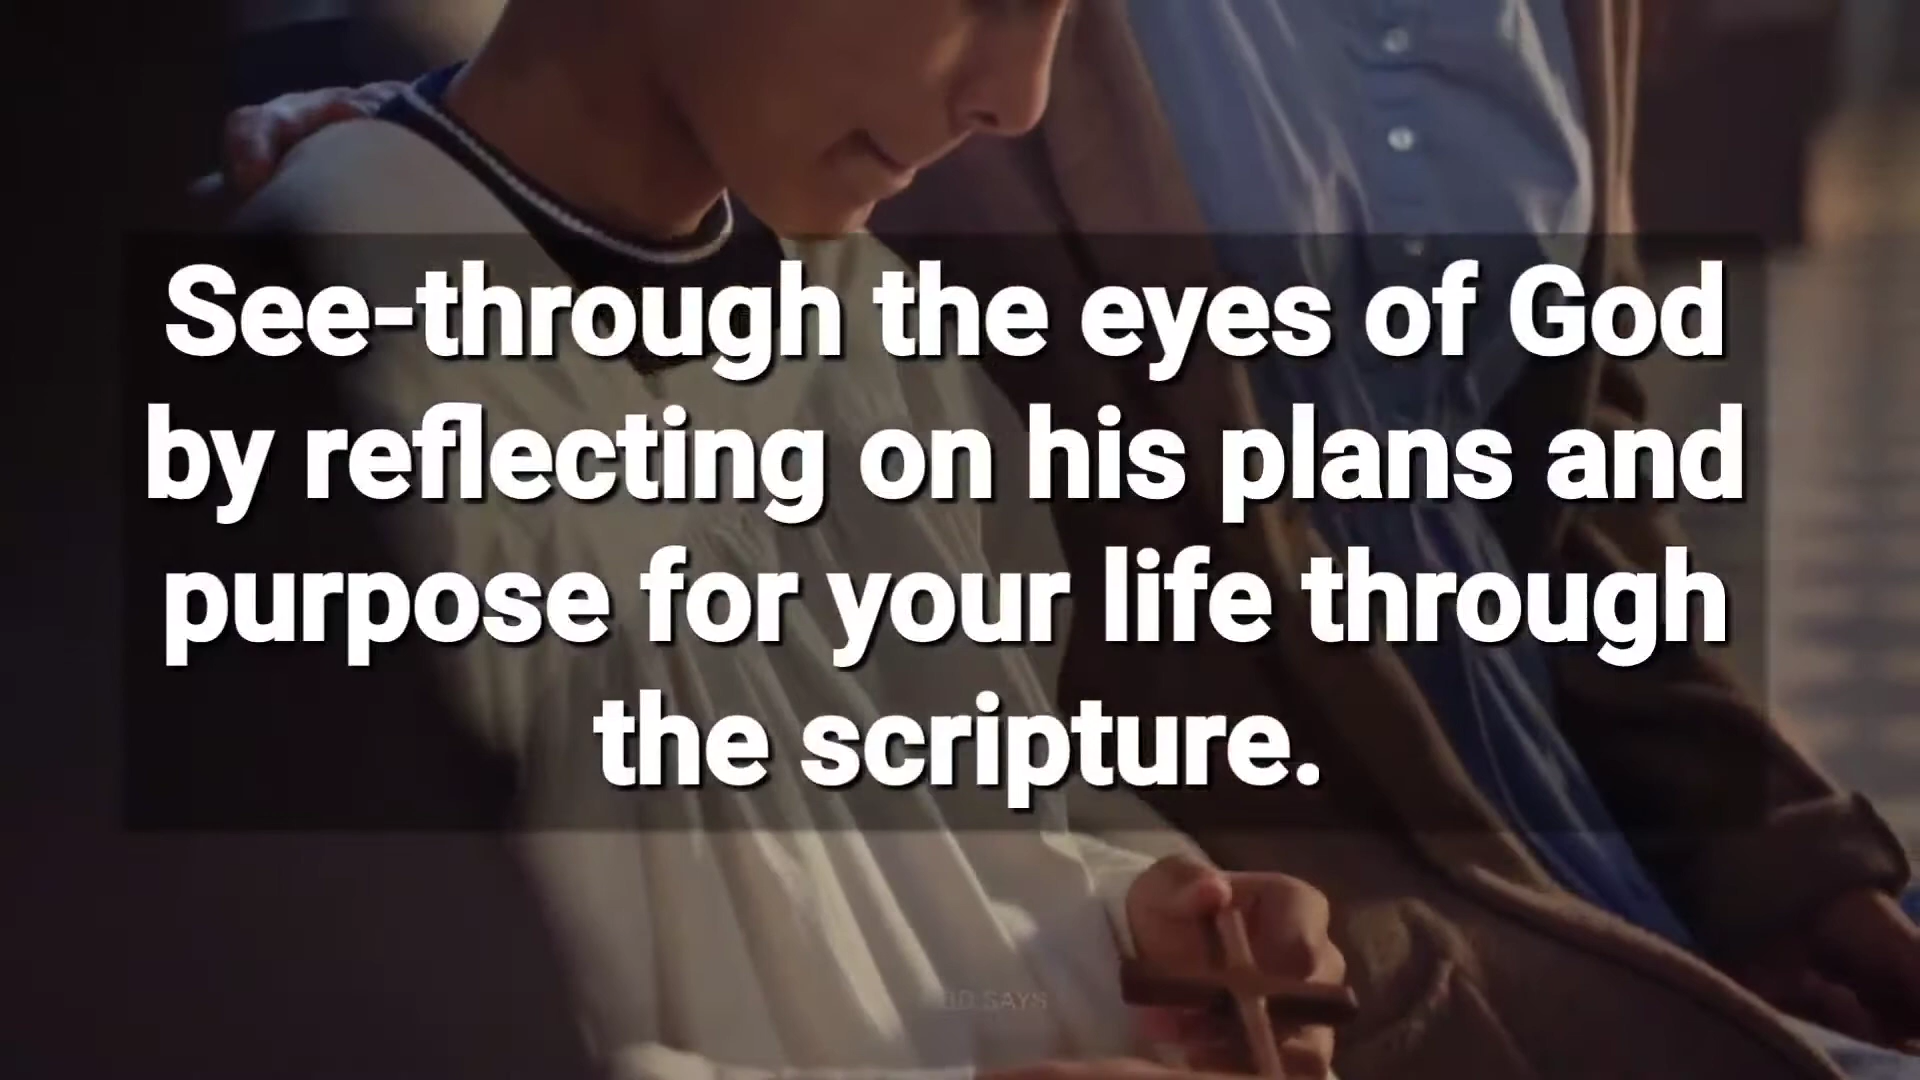 See-through the eyes of God
by reflecting on his plans and
purpose for your life through
the scripture.
SAYS